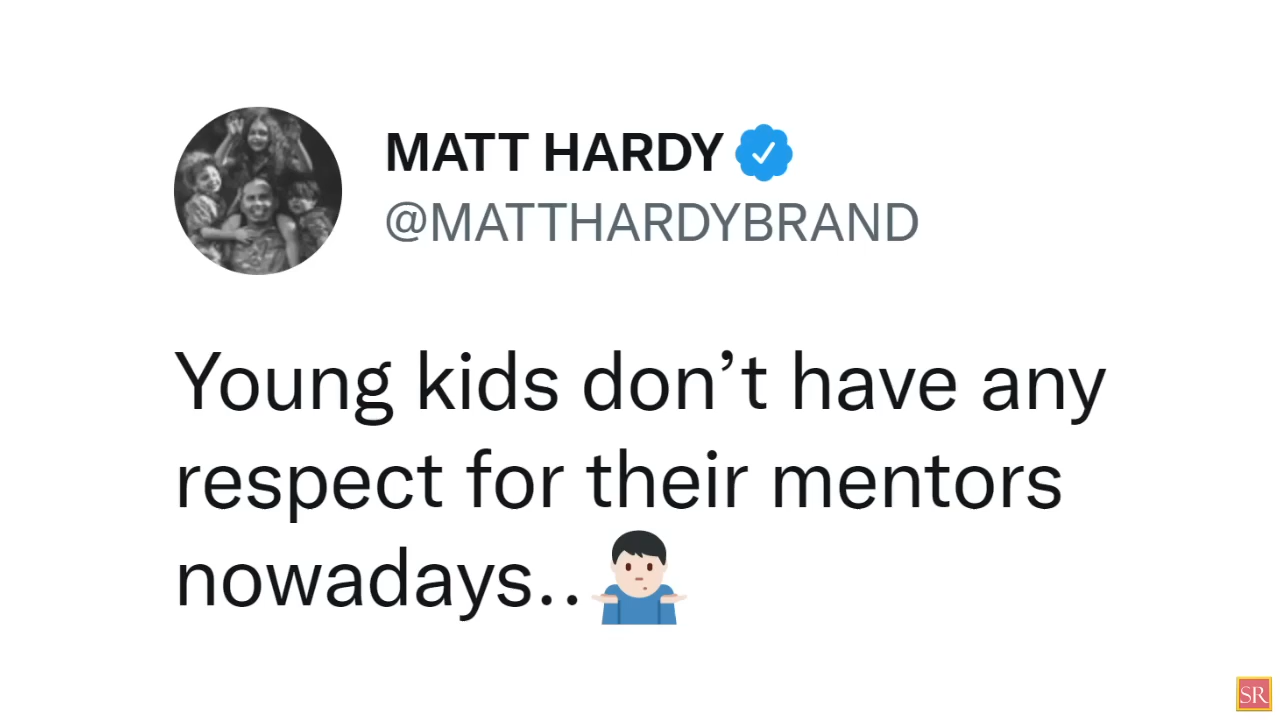 MATT HARDY
@MATTHARDYBRAND
Young kids don’t have any
respect for their mentors
nowadays..🤷🏻‍♂️
SR